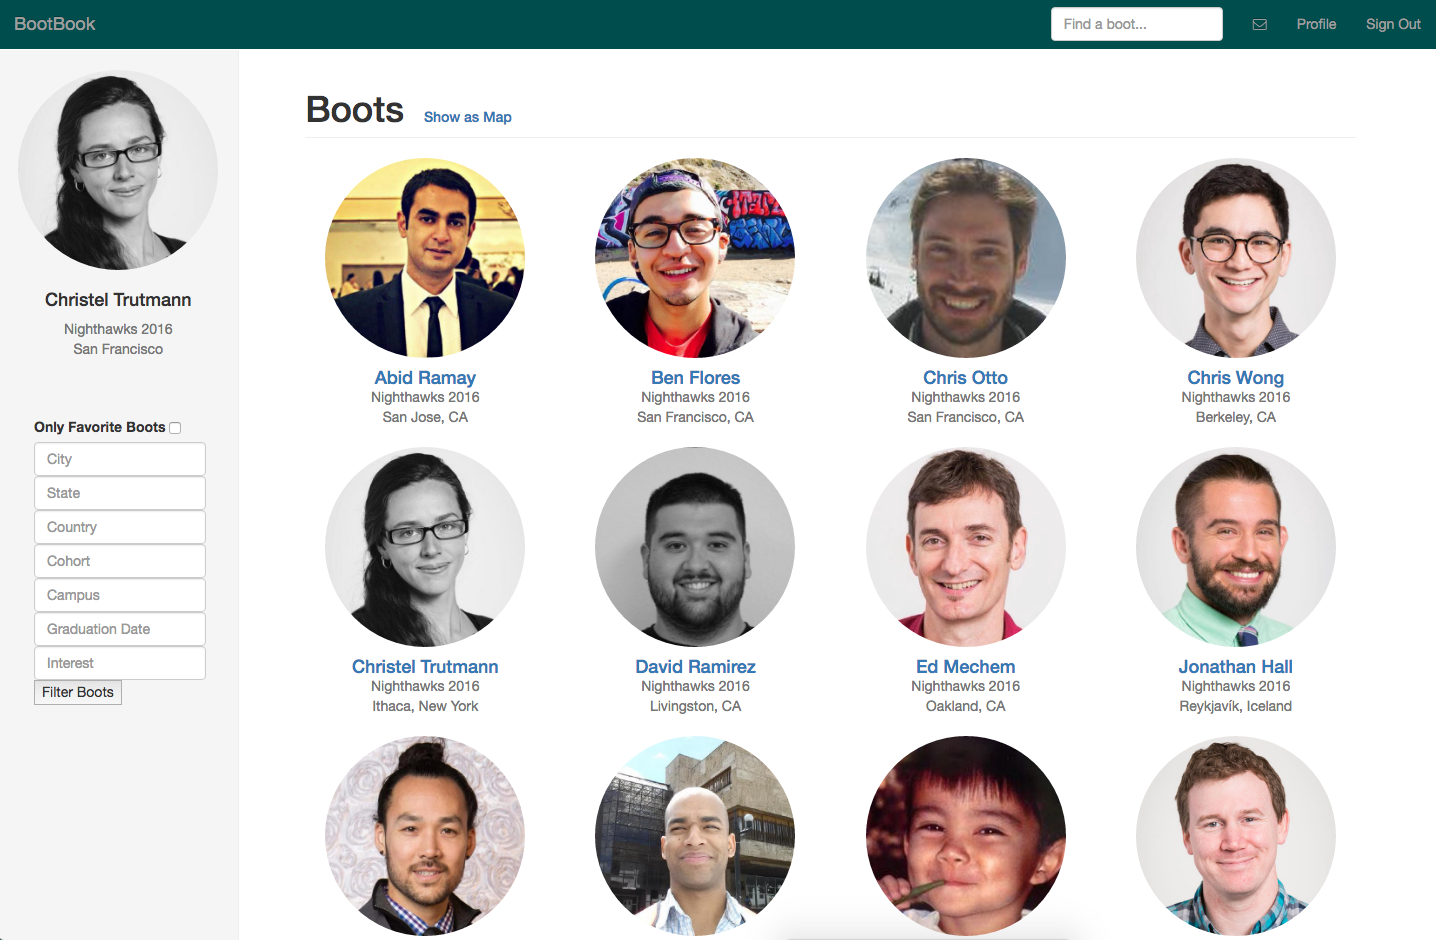 BootBook
Find a boot...
Profile
Sign Out
Christel Trutmann
Nighthawks 2016
San Francisco
Only Favorite Boots
City
State
Country
Cohort
Campus
Graduation Date
Interest
Filter Boots
Boots
Show as Map
Abid Ramay
Nighthawks 2016
San Jose, CA
Ben Flores
Nighthawks 2016
San Francisco, CA
Chris Otto
Nighthawks 2016
San Francisco, CA
Chris Wong
Nighthawks 2016
Berkeley, CA
Christel Trutmann
Nighthawks 2016
Ithaca, New York
David Ramirez
Nighthawks 2016
Livingston, CA
Ed Mechem
Nighthawks 2016
Oakland, CA
Jonathan Hall
Nighthawks 2016
Reykjavík, Iceland